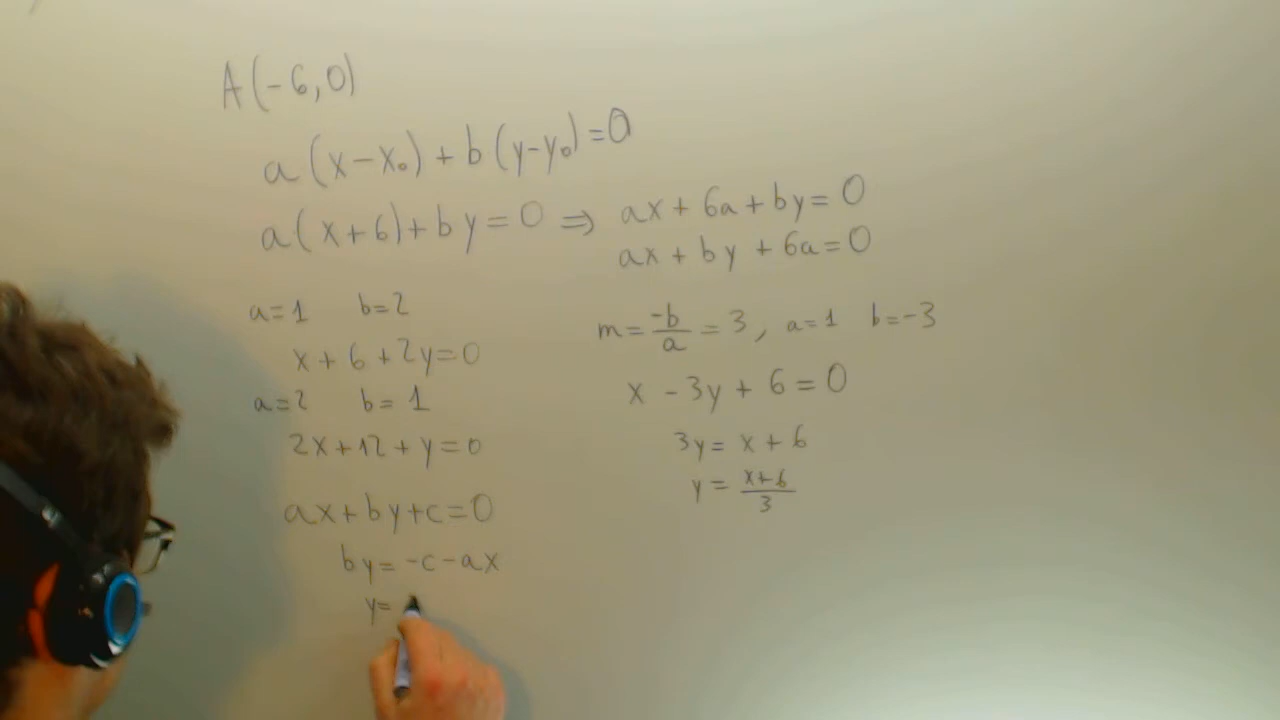 A(-6,0)
a(x-x₀)+b(y-y₀)=0
a(x+6)+by=0 ⇒ ax+6a+by=0
ax+by+6a=0
a=1 b=2
x+6+2y=0
a=2 b=1
2x+12+y=0
ax+by+c=0
by=-c-ax
y=
m=-b/a=3, a=1 b=-3
x-3y+6=0
3y=x+6
y=x+6/3